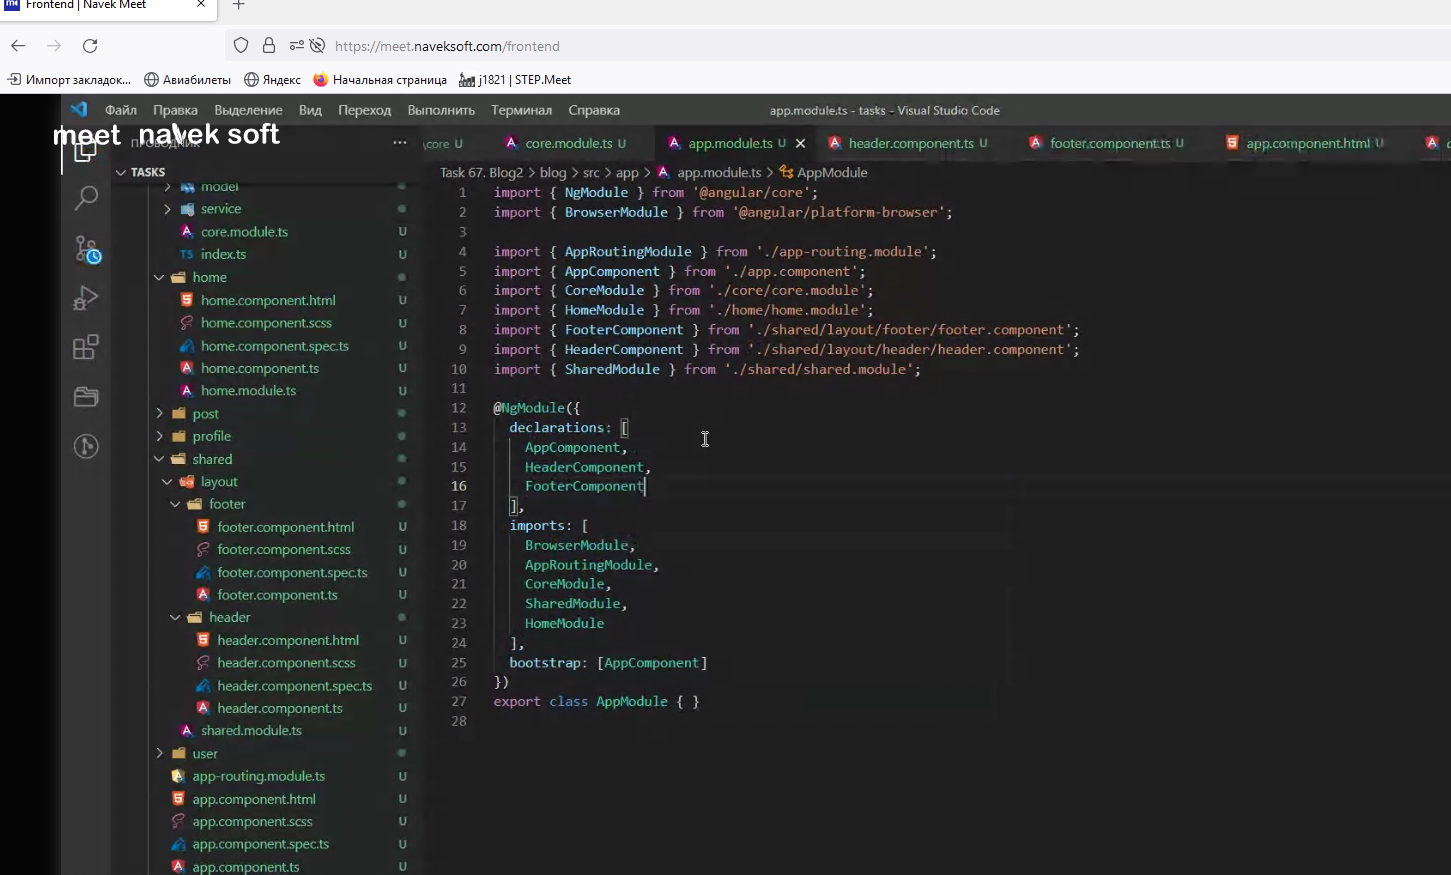 Frontend | Navek Meet
https://meet.naveksoft.com/frontend
Импорт закладок... Авиабилеты Яндекс Начальная страница j1821 | STEP.Meet
Файл Правка Выделение Вид Переход Выполнить Терминал Справка app.module.ts - tasks - Visual Studio Code
meet navek soft
ПРОВОДНИК
\core U core.module.ts U app.module.ts U header.component.ts U footer.component.ts U app.component.html U
TASKS
Task 67. Blog2 > blog > src > app > app.module.ts > AppModule
model
service
core.module.ts U
index.ts U
home
home.component.html U
home.component.scss U
home.component.spec.ts U
home.component.ts U
home.module.ts U
post
profile
shared
layout
footer
footer.component.html U
footer.component.scss U
footer.component.spec.ts U
footer.component.ts U
header
header.component.html U
header.component.scss U
header.component.spec.ts U
header.component.ts U
shared.module.ts U
user
app-routing.module.ts U
app.component.html U
app.component.scss U
app.component.spec.ts U
app.component.ts U
1 import { NgModule } from '@angular/core';
2 import { BrowserModule } from '@angular/platform-browser';
3
4 import { AppRoutingModule } from './app-routing.module';
5 import { AppComponent } from './app.component';
6 import { CoreModule } from './core/core.module';
7 import { HomeModule } from './home/home.module';
8 import { FooterComponent } from './shared/layout/footer/footer.component';
9 import { HeaderComponent } from './shared/layout/header/header.component';
10 import { SharedModule } from './shared/shared.module';
11
12 @NgModule({
13 declarations: [
14 AppComponent,
15 HeaderComponent,
16 FooterComponent
17 ],
18 imports: [
19 BrowserModule,
20 AppRoutingModule,
21 CoreModule,
22 SharedModule,
23 HomeModule
24 ],
25 bootstrap: [AppComponent]
26 })
27 export class AppModule { }
28